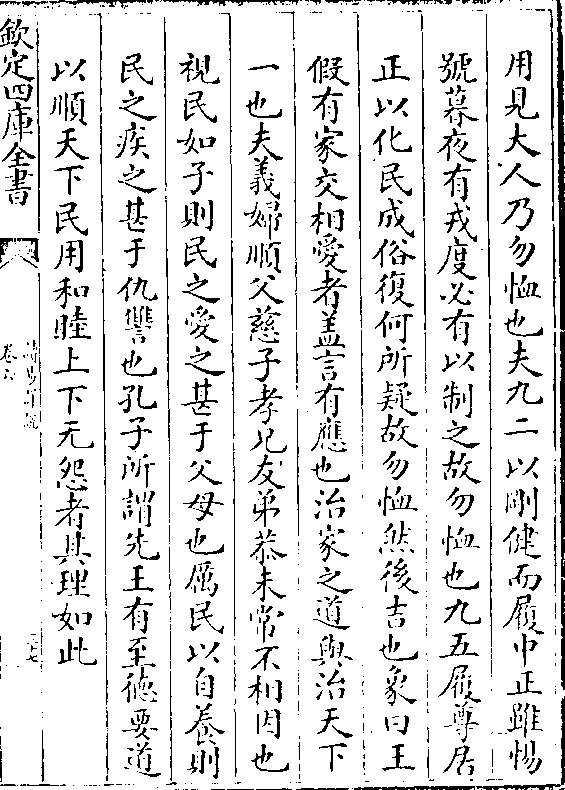 用見大人乃勿恤也夫九二以剛健而履中正雖惕
號暮夜有戎度必有以制之故勿恤也九五履尊居
正以化民成俗復何所疑故勿恤然後吉也象曰王
假有家交相愛者盖言有應也治家之道與治天下
一也夫義婦順父慈子孝兄友弟恭未常不相因也
視民如子則民之愛之甚于父母也厲民以自養則
民之疾之甚于仇讐也孔子所謂先王有至德要道
以順天下民用和睦上下无怨者其理如此
欽定四庫全書
卷六